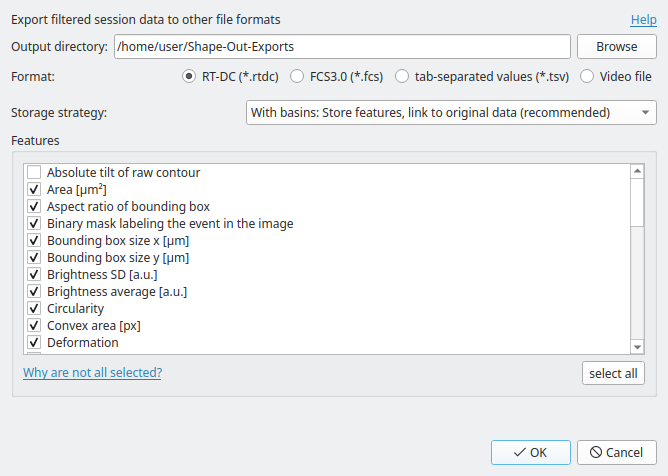 Export filtered session data to other file formats Help
Output directory: /home/user/Shape-Out-Exports Browse
Format: RT-DC (*.rtdc) FCS3.0 (*.fcs) tab-separated values (*.tsv) Video file
Storage strategy: With basins: Store features, link to original data (recommended)
Features
Absolute tilt of raw contour
Area [µm²]
Aspect ratio of bounding box
Binary mask labeling the event in the image
Bounding box size x [µm]
Bounding box size y [µm]
Brightness SD [a.u.]
Brightness average [a.u.]
Circularity
Convex area [px]
Deformation
Why are not all selected? select all
OK Cancel